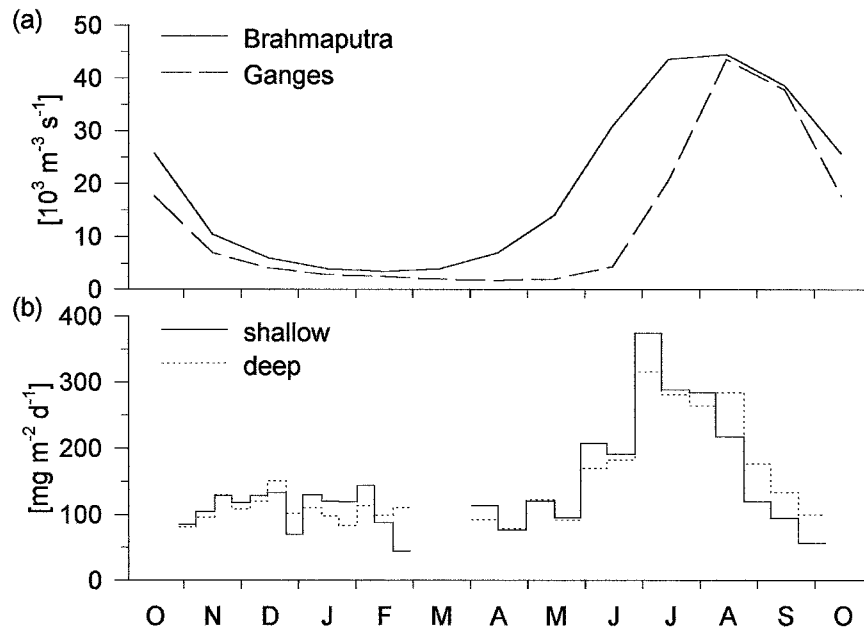 (a)
50
40
30
20
10
0
[10³ m⁻³ s⁻¹]
Brahmaputra
Ganges
(b)
400
300
200
100
0
[mg m⁻² d⁻¹]
shallow
deep
O N D J F M A M J J A S O